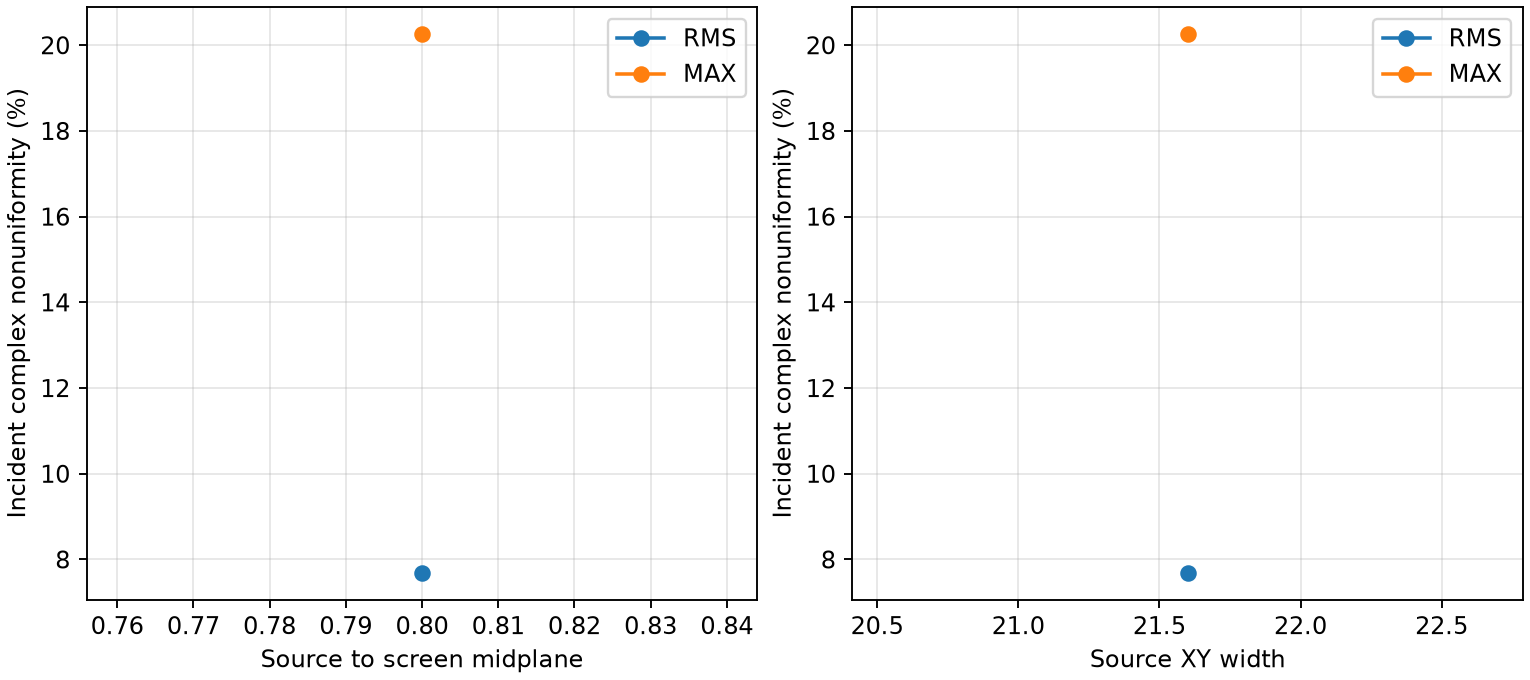 Incident complex nonuniformity (%)
20
18
16
14
12
10
8
RMS
MAX
0.76 0.77 0.78 0.79 0.80 0.81 0.82 0.83 0.84
Source to screen midplane
Incident complex nonuniformity (%)
20
18
16
14
12
10
8
RMS
MAX
20.5 21.0 21.5 22.0 22.5
Source XY width